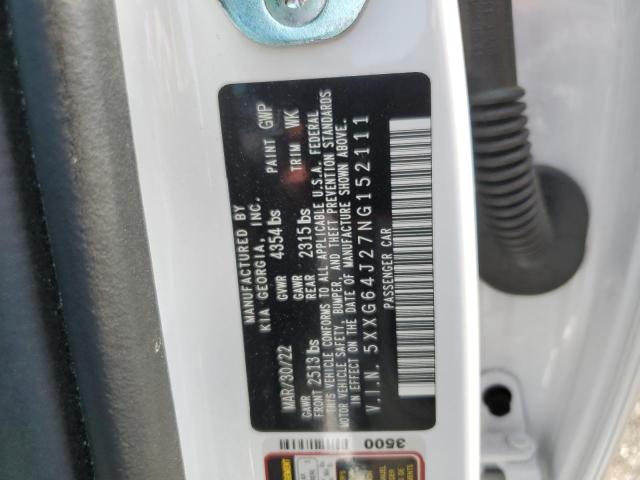 MANUFACTURED BY
KIA GEORGIA, INC.
MAR/30/22 GVWR 4354 lbs PAINT GWP
GAWR FRONT 2513 lbs GAWR REAR 2315 lbs TRIM WK
THIS VEHICLE CONFORMS TO ALL APPLICABLE U.S.A. FEDERAL
MOTOR VEHICLE SAFETY, BUMPER, AND THEFT PREVENTION STANDARDS
IN EFFECT ON THE DATE OF MANUFACTURE SHOWN ABOVE.
V.I.N. 5XXG64J27NG152111
PASSENGER CAR
3500